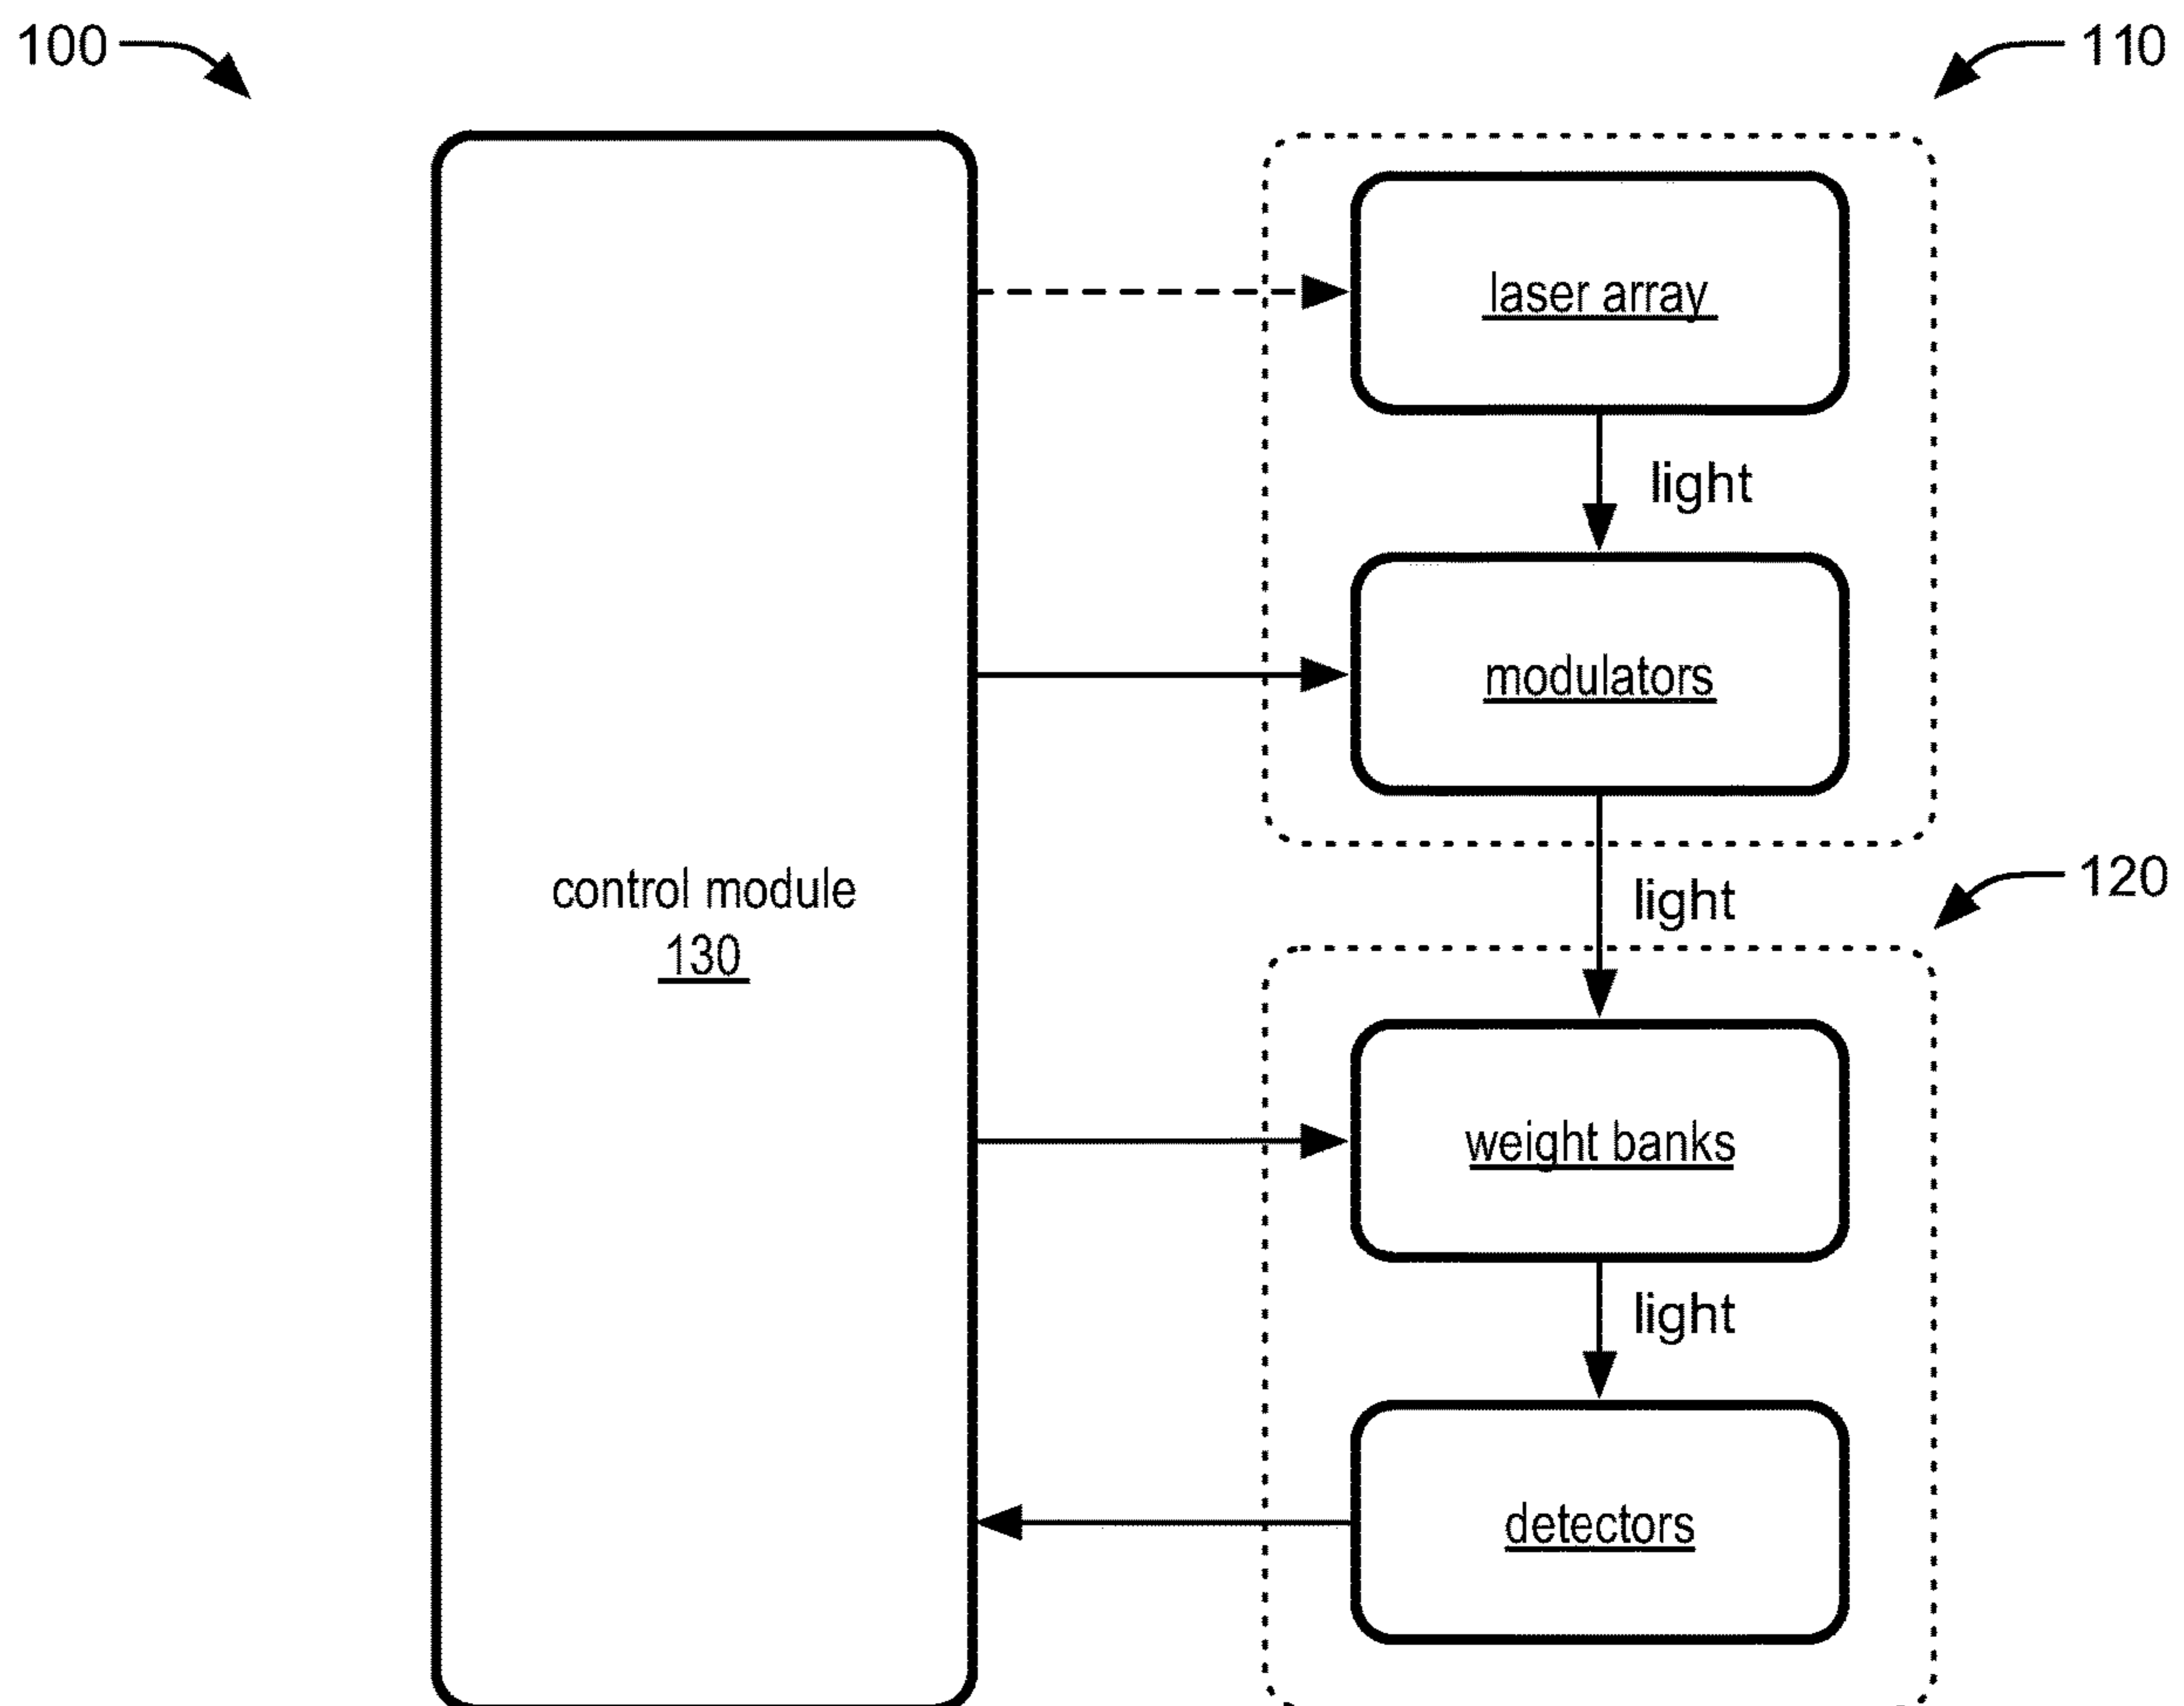 100
110
laser array
light
modulators
light
120
control module
130
weight banks
light
detectors